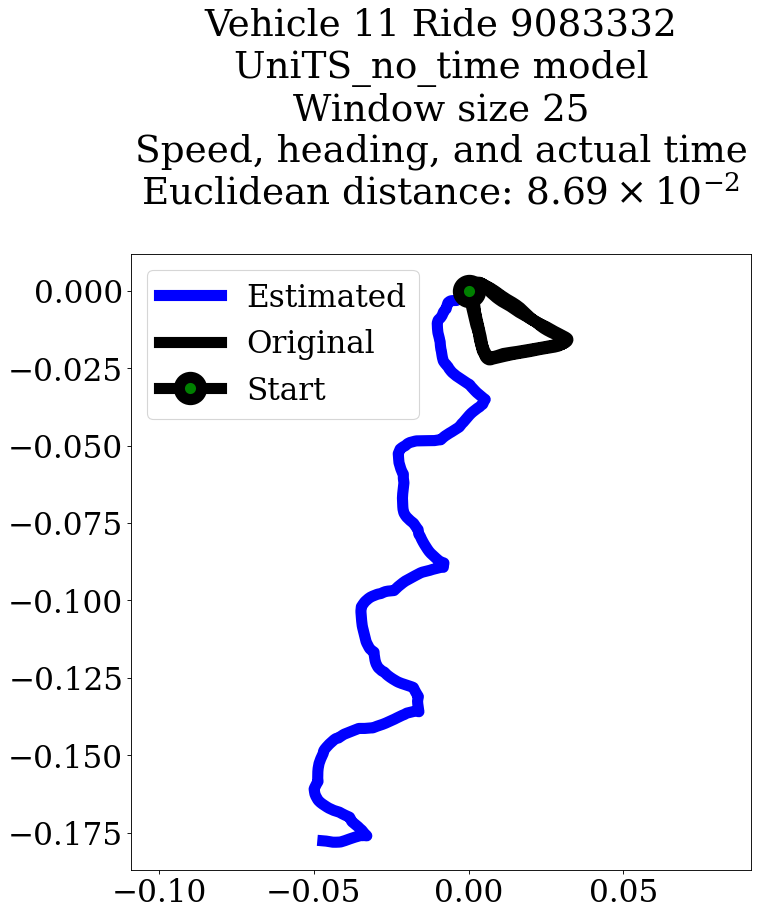 Vehicle 11 Ride 9083332
UniTS_no_time model
Window size 25
Speed, heading, and actual time
Euclidean distance: 8.69 × 10⁻²
Estimated
Original
Start
0.000
−0.025
−0.050
−0.075
−0.100
−0.125
−0.150
−0.175
−0.10 −0.05 0.00 0.05